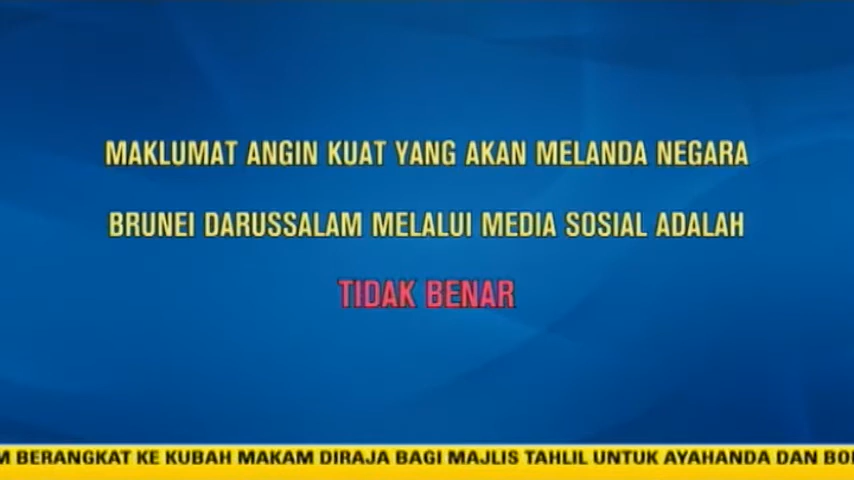 MAKLUMAT ANGIN KUAT YANG AKAN MELANDA NEGARA
BRUNEI DARUSSALAM MELALUI MEDIA SOSIAL ADALAH
TIDAK BENAR
BERANGKAT KE KUBAH MAKAM DIRAJA BAGI MAJLIS TAHLIL UNTUK AYAHANDA DAN